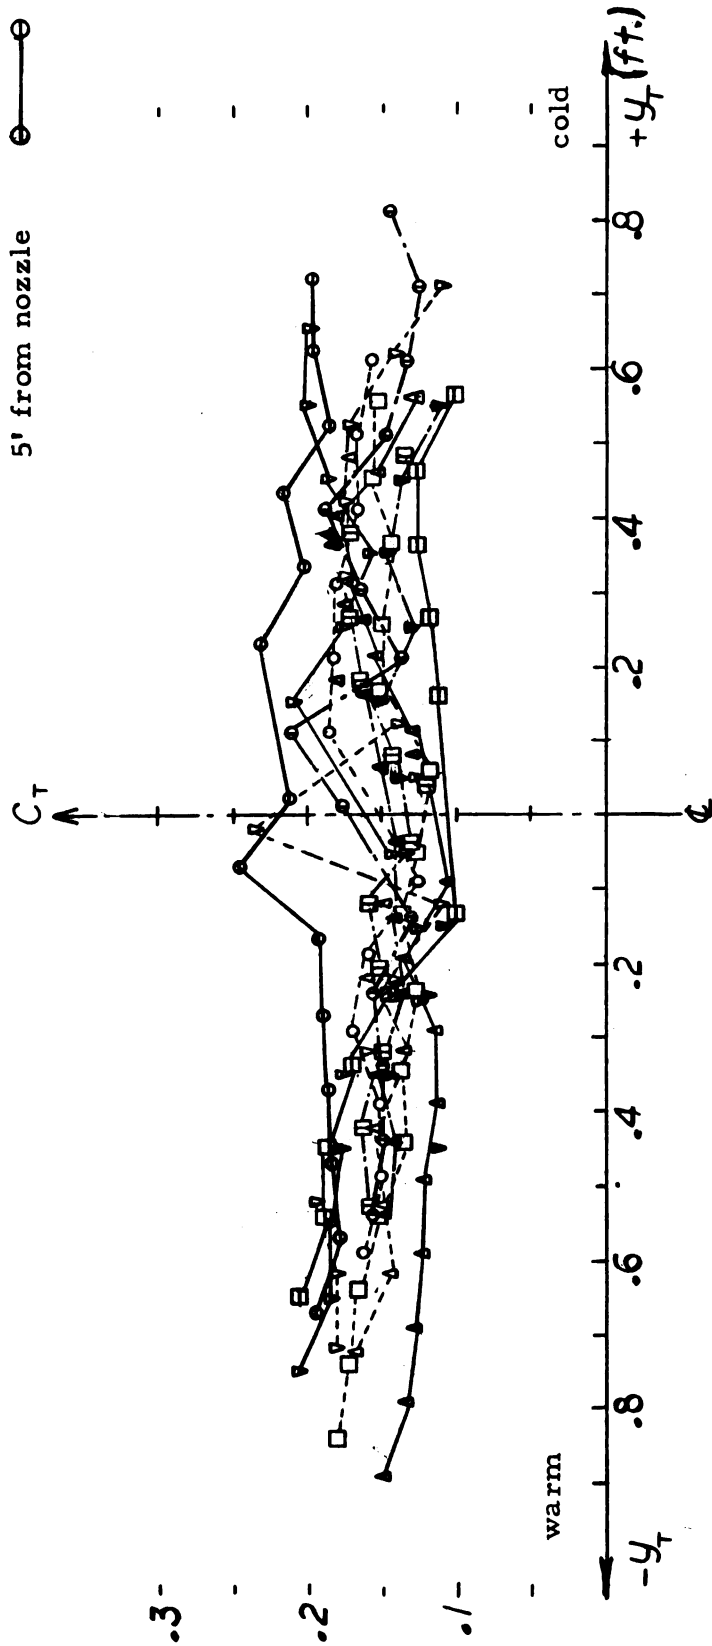 5' from nozzle
C_T
.3
.2
.1
warm
cold
-y_T
.8
.6
.4
.2
.2
.4
.6
.8
+y_T (ft.)
℄